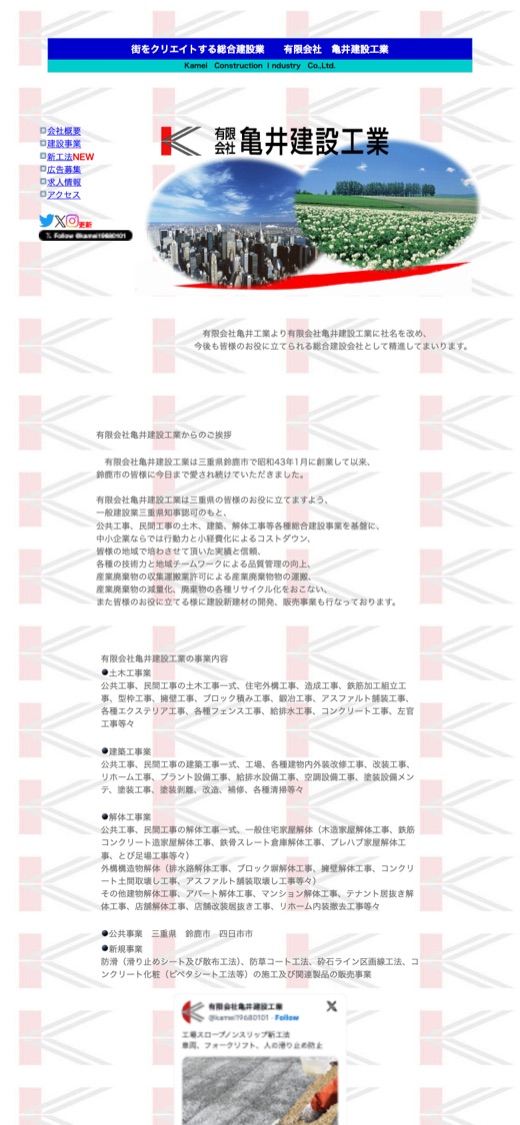 街をクリエイトする総合建設業　　有限会社　亀井建設工業
Kamei Construction Industry Co.,Ltd.
会社概要
建設事業
新工法NEW
広告募集
求人情報
アクセス
更新
Follow @kamei19680101
有限会社 亀井建設工業
有限会社亀井工業より有限会社亀井建設工業に社名を改め、
今後も皆様のお役に立てられる総合建設会社として精進してまいります。
有限会社亀井建設工業からのご挨拶
有限会社亀井建設工業は三重県鈴鹿市で昭和43年1月に創業して以来、
鈴鹿市の皆様に今日まで愛され続けていただきました。
有限会社亀井建設工業は三重県の皆様のお役に立てますよう、
一般建設業三重県知事認可のもと、
公共工事、民間工事の土木、建築、解体工事等各種総合建設事業を基盤に、
中小企業ならでは行動力と小経費化によるコストダウン、
皆様の地域で培わさせて頂いた実績と信頼、
各種の技術力と地域チームワークによる品質管理の向上、
産業廃棄物の収集運搬業許可による産業廃棄物物の運搬、
産業廃棄物の減量化、廃棄物の各種リサイクル化をおこない、
また皆様のお役に立てる様に建設新建材の開発、販売事業も行なっております。
有限会社亀井建設工業の事業内容
●土木工事業
公共工事、民間工事の土木工事一式、住宅外構工事、造成工事、鉄筋加工組立工
事、型枠工事、擁壁工事、ブロック積み工事、鍛冶工事、アスファルト舗装工事、
各種エクステリア工事、各種フェンス工事、給排水工事、コンクリート工事、左官
工事等々
●建築工事業
公共工事、民間工事の建築工事一式、工場、各種建物内外装改修工事、改装工事、
リホーム工事、プラント設備工事、給排水設備工事、空調設備工事、塗装設備メン
テ、塗装工事、塗装剥離、改造、補修、各種清掃等々
●解体工事業
公共工事、民間工事の解体工事一式、一般住宅家屋解体（木造家屋解体工事、鉄筋
コンクリート造家屋解体工事、鉄骨スレート倉庫解体工事、プレハブ家屋解体工
事、とび足場工事等々）
外構構造物解体（排水路解体工事、ブロック塀解体工事、擁壁解体工事、コンクリ
ート土間取壊し工事、アスファルト舗装取壊し工事等々）
その他建物解体工事、アパート解体工事、マンション解体工事、テナント居抜き解
体工事、店舗解体工事、店舗改装居抜き工事、リホーム内装撤去工事等々
●公共事業　三重県　鈴鹿市　四日市市
●新規事業
防滑（滑り止めシート及び散布工法）、防草コート工法、砕石ライン区画線工法、コ
ンクリート化粧（ピペタシート工法等）の施工及び関連製品の販売事業
有限会社亀井建設工業
@kamei19680101 · Follow
工場スロープノンスリップ新工法
車両、フォークリフト、人の滑り止め防止